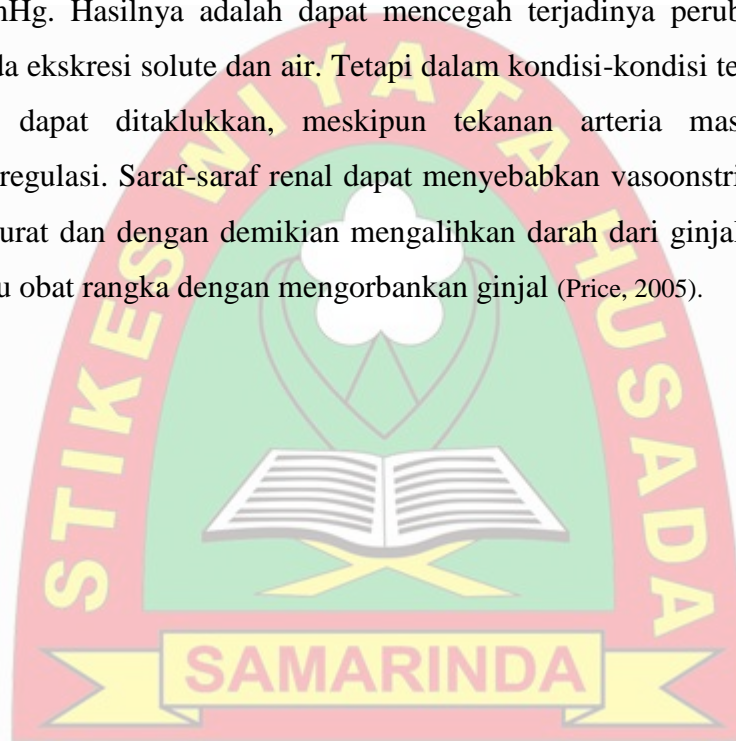 nHg. Hasilnya adalah dapat mencegah terjadinya perub
da ekskresi solute dan air. Tetapi dalam kondisi-kondisi te
dapat ditaklukkan, meskipun tekanan arteria mas
regulasi. Saraf-saraf renal dapat menyebabkan vasoonstri
urat dan dengan demikian mengalihkan darah dari ginjal
u obat rangka dengan mengorbankan ginjal (Price, 2005).
STIKES WIYATA HUSADA
SAMARINDA